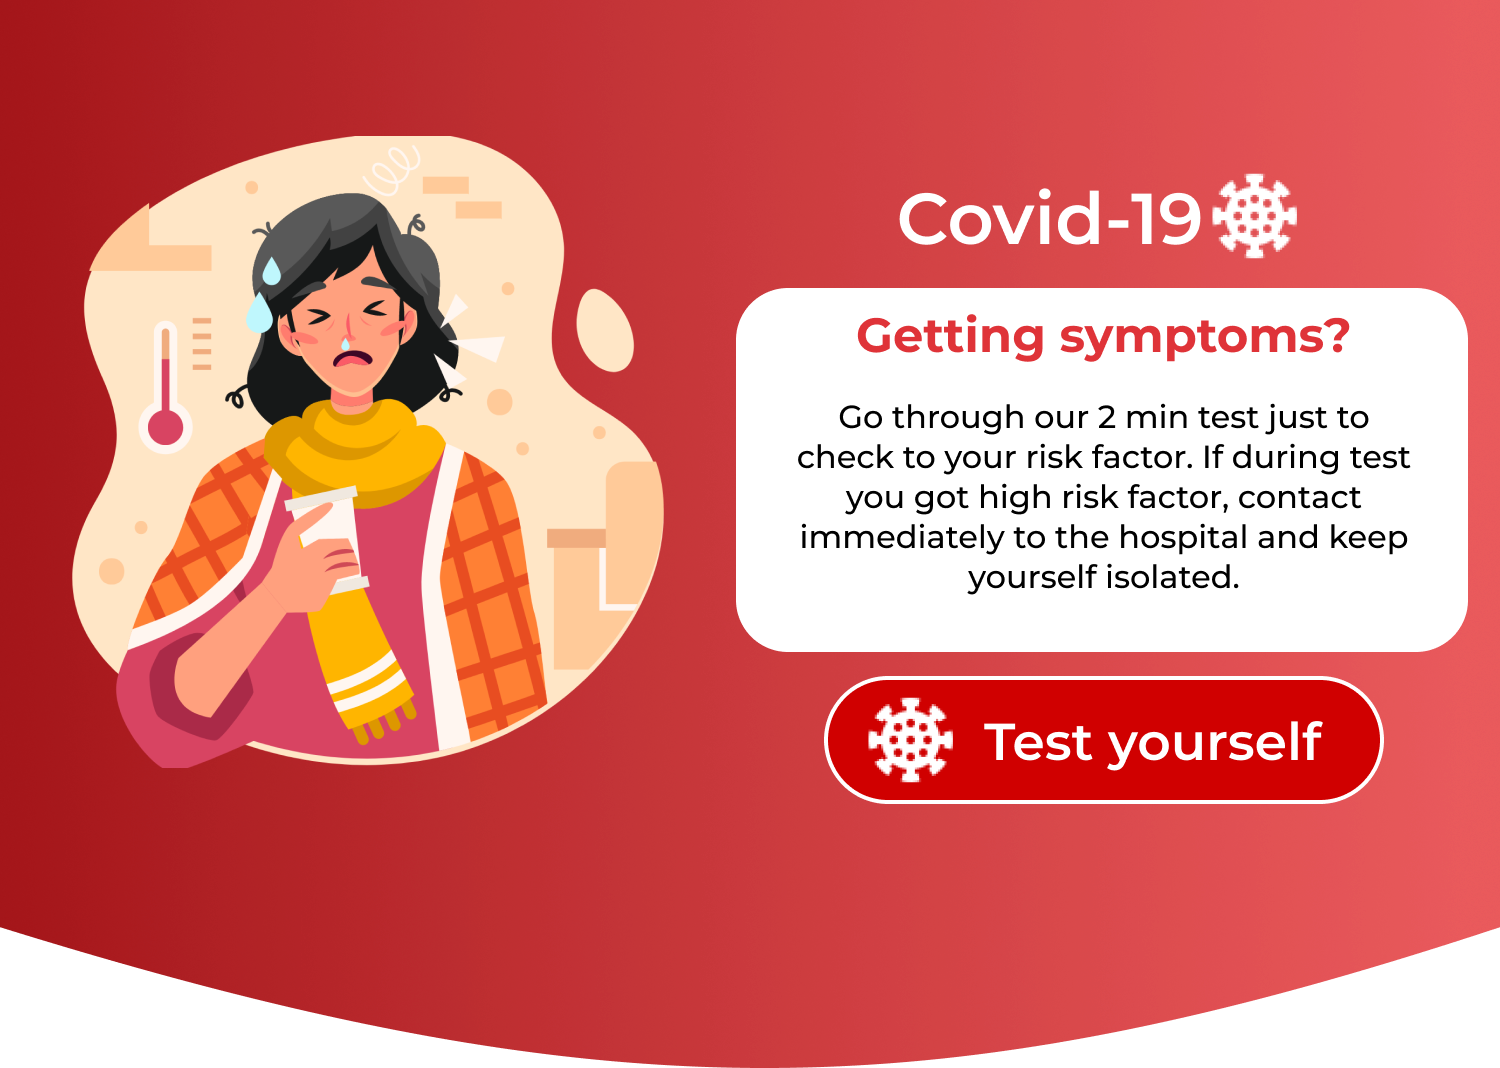 Covid-19
Getting symptoms?
Go through our 2 min test just to
check to your risk factor. If during test
you got high risk factor, contact
immediately to the hospital and keep
yourself isolated.
Test yourself